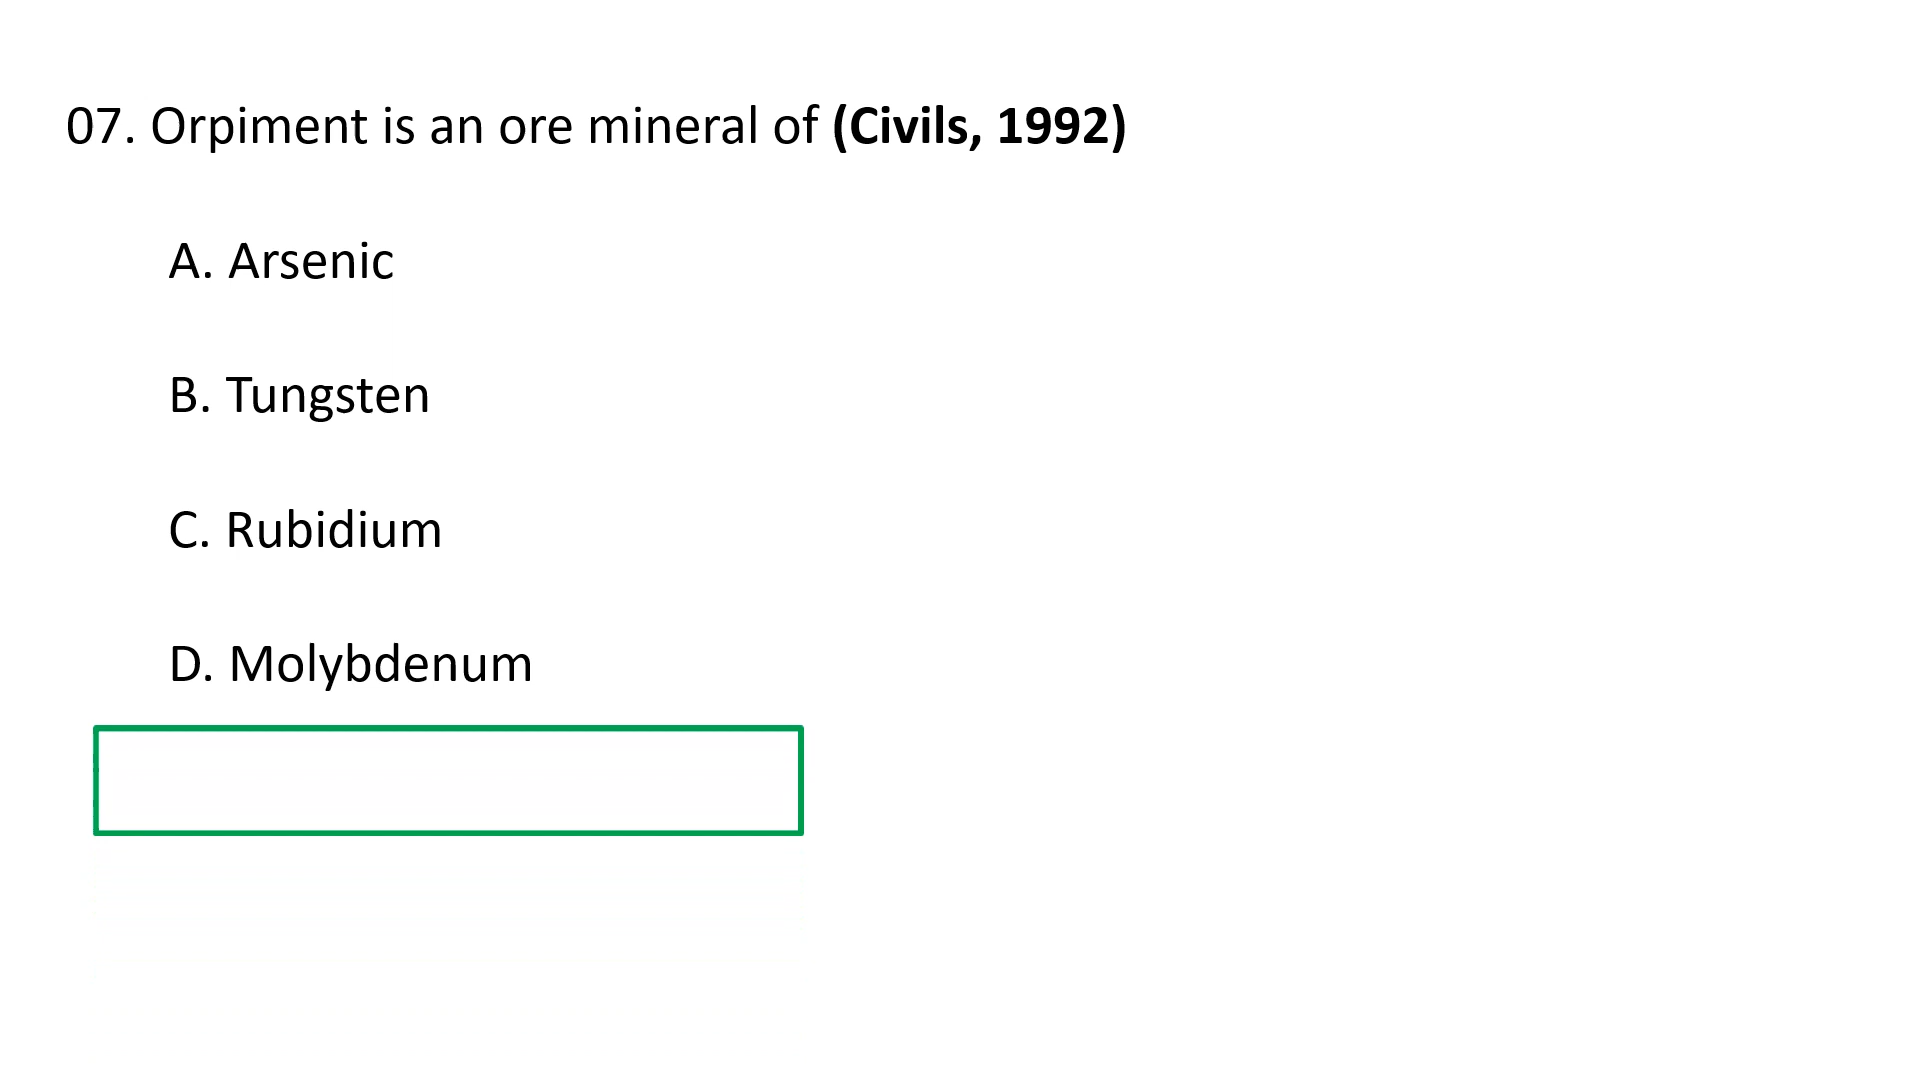 07. Orpiment is an ore mineral of (Civils, 1992)
A. Arsenic
B. Tungsten
C. Rubidium
D. Molybdenum